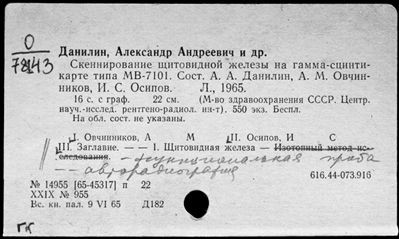 О
78143
Данилин, Александр Андреевич и др.
Скеннирование щитовидной железы на гамма-сцинти-
карте типа МВ-7101. Сост. А. А. Данилин, А. М. Овчин-
ников, И. С. Осипов. Л., 1965.
16 с. с граф. 22 см. (М-во здравоохранения СССР. Центр.
науч.-исслед. рентгено-радиол. ин-т). 550 экз. Беспл.
На обл. сост. не указаны.
I. Овчинников, А М II. Осипов, И С
III. Заглавие. — — 1. Щитовидная железа — Изотопный метод ис-
следования. — функциональная проба
— авторадиография
616.44-073.916
№ 14955 [65-45317] п 22
XXIX № 955
Вс. кн. пал. 9 VI 65 Д182